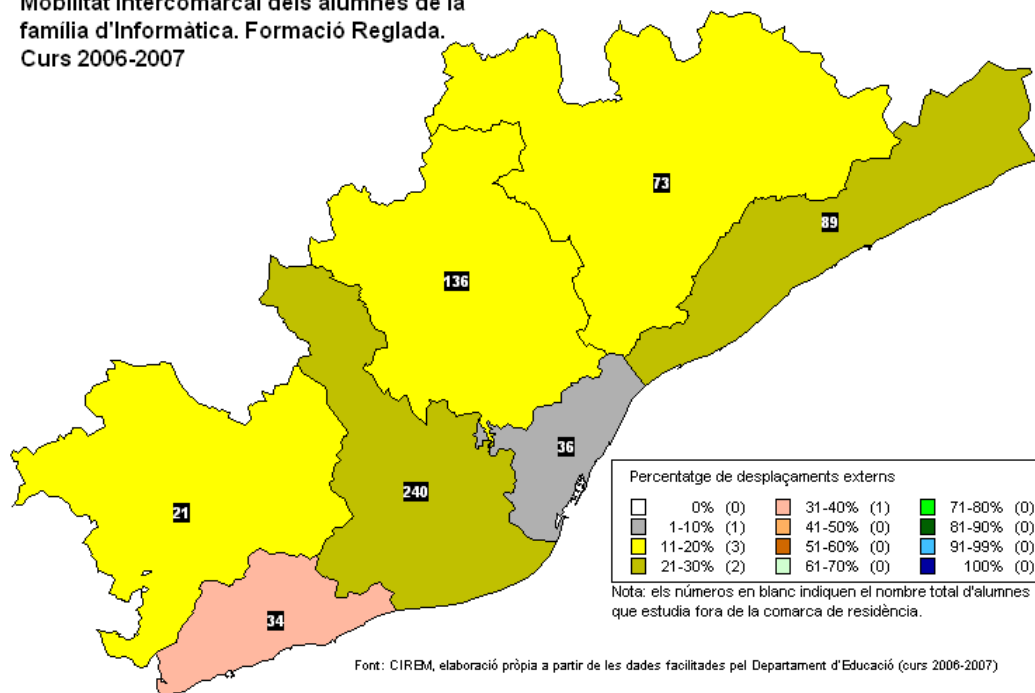 Mobilitat intercomarcal dels alumnes de la
família d'Informàtica. Formació Reglada.
Curs 2006-2007
73
89
136
36
240
21
34
Percentatge de desplaçaments externs
0% (0) 31-40% (1) 71-80% (0)
1-10% (1) 41-50% (0) 81-90% (0)
11-20% (3) 51-60% (0) 91-99% (0)
21-30% (2) 61-70% (0) 100% (0)
Nota: els números en blanc indiquen el nombre total d'alumnes
que estudia fora de la comarca de residència.
Font: CIREM, elaboració pròpia a partir de les dades facilitades pel Departament d'Educació (curs 2006-2007)